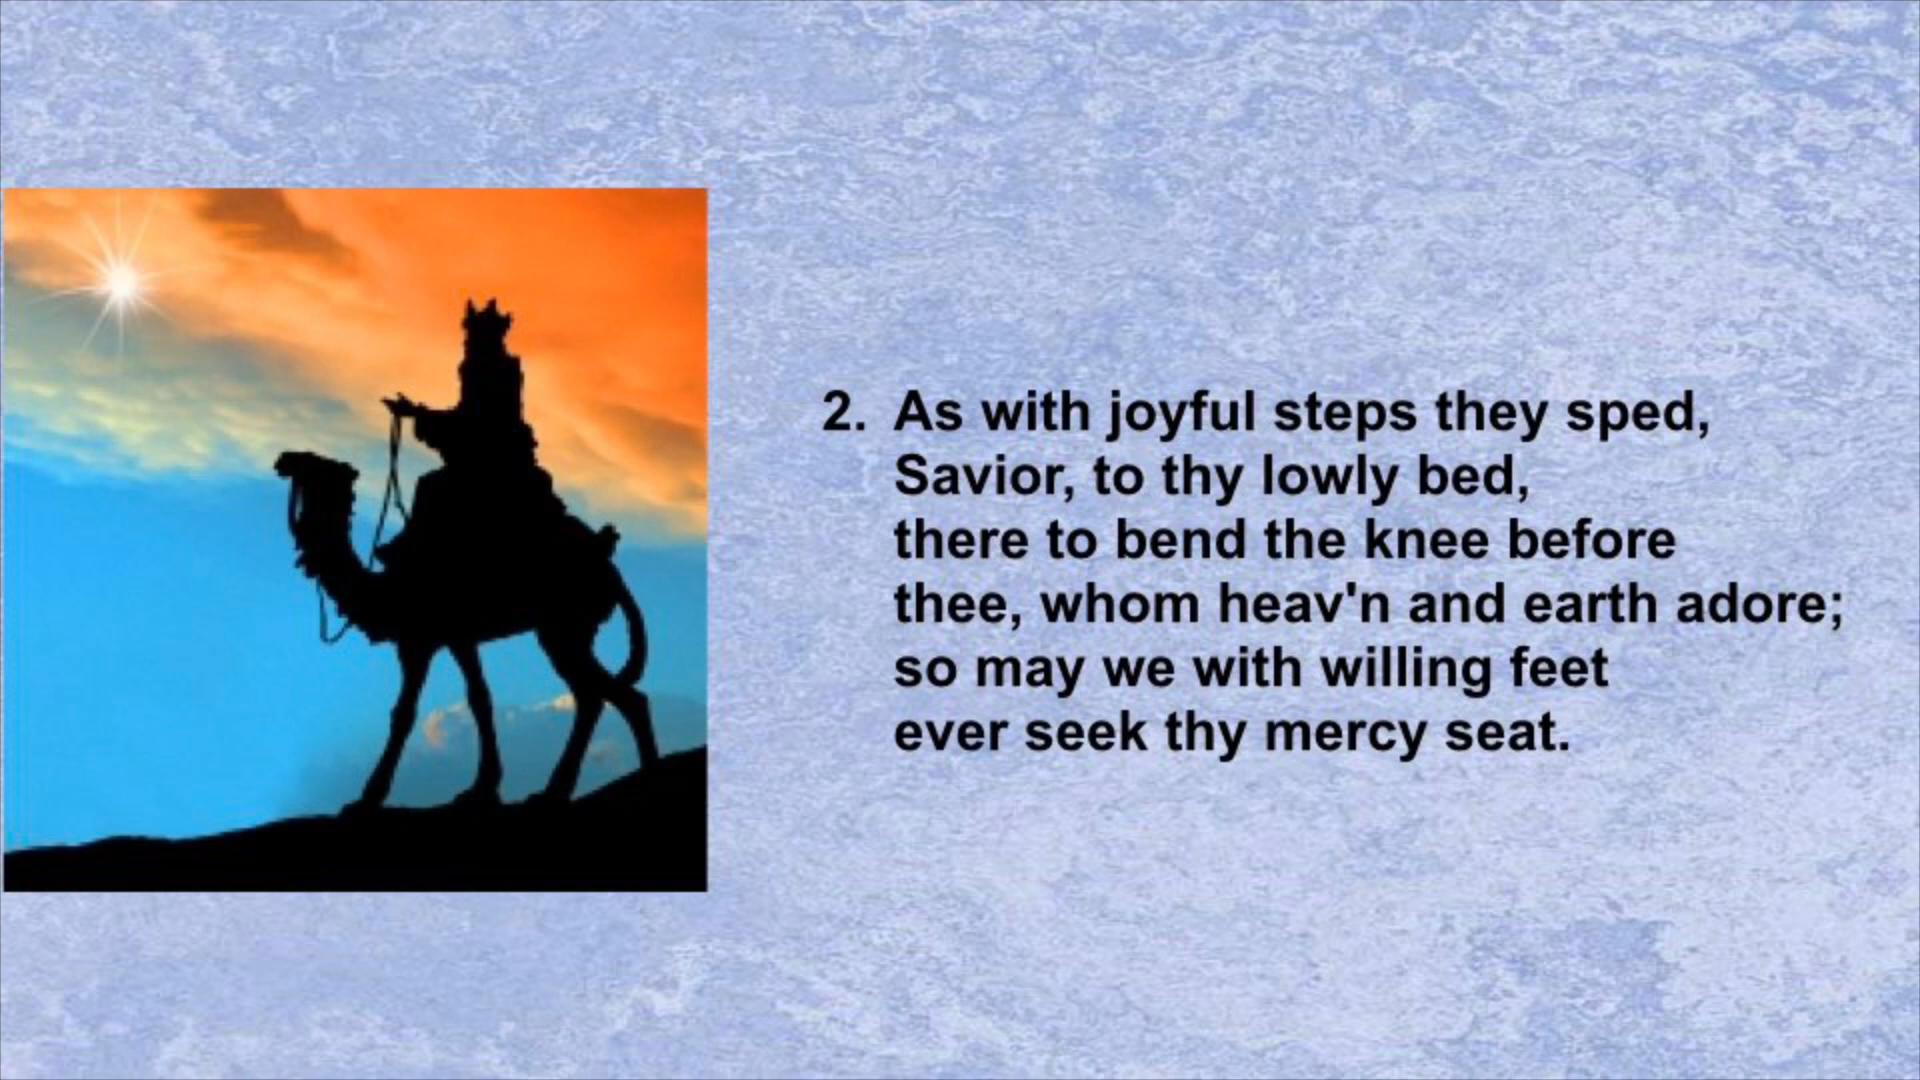 2. As with joyful steps they sped,
Savior, to thy lowly bed,
there to bend the knee before
thee, whom heav'n and earth adore;
so may we with willing feet
ever seek thy mercy seat.